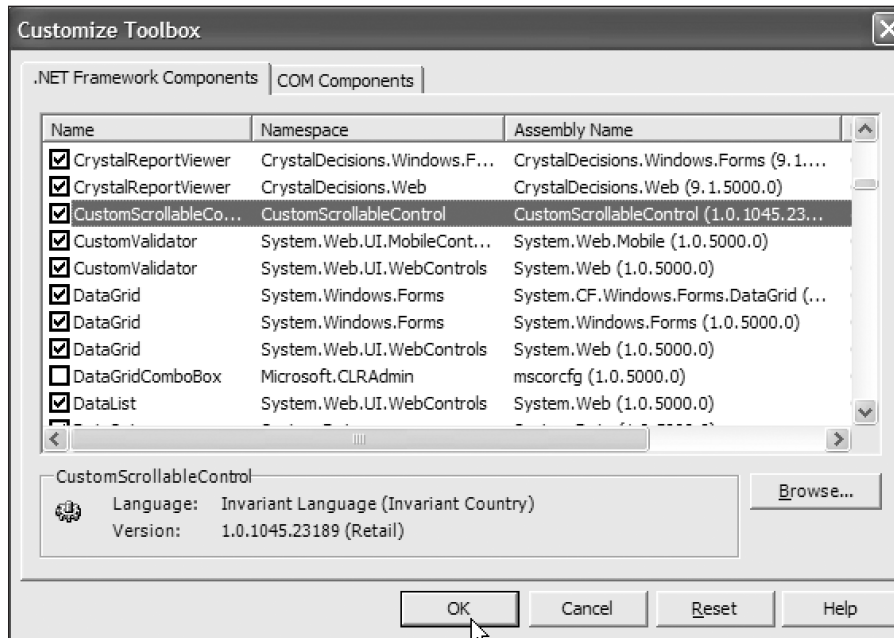 Customize Toolbox
.NET Framework Components COM Components
Name Namespace Assembly Name
CrystalReportViewer CrystalDecisions.Windows.F... CrystalDecisions.Windows.Forms (9.1....
CrystalReportViewer CrystalDecisions.Web CrystalDecisions.Web (9.1.5000.0)
CustomScrollableCo... CustomScrollableControl CustomScrollableControl (1.0.1045.23...
CustomValidator System.Web.UI.MobileCont... System.Web.Mobile (1.0.5000.0)
CustomValidator System.Web.UI.WebControls System.Web (1.0.5000.0)
DataGrid System.Windows.Forms System.CF.Windows.Forms.DataGrid (...
DataGrid System.Windows.Forms System.Windows.Forms (1.0.5000.0)
DataGrid System.Web.UI.WebControls System.Web (1.0.5000.0)
DataGridComboBox Microsoft.CLRAdmin mscorcfg (1.0.5000.0)
DataList System.Web.UI.WebControls System.Web (1.0.5000.0)
CustomScrollableControl
Language: Invariant Language (Invariant Country)
Version: 1.0.1045.23189 (Retail)
Browse...
OK Cancel Reset Help